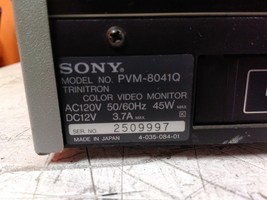 SONY®
MODEL NO. PVM-8041Q
TRINITRON
COLOR VIDEO MONITOR
AC120V 50/60Hz 45W MAX
DC12V 3.7A MAX
SER. NO. 2509997
MADE IN JAPAN 4-035-084-01